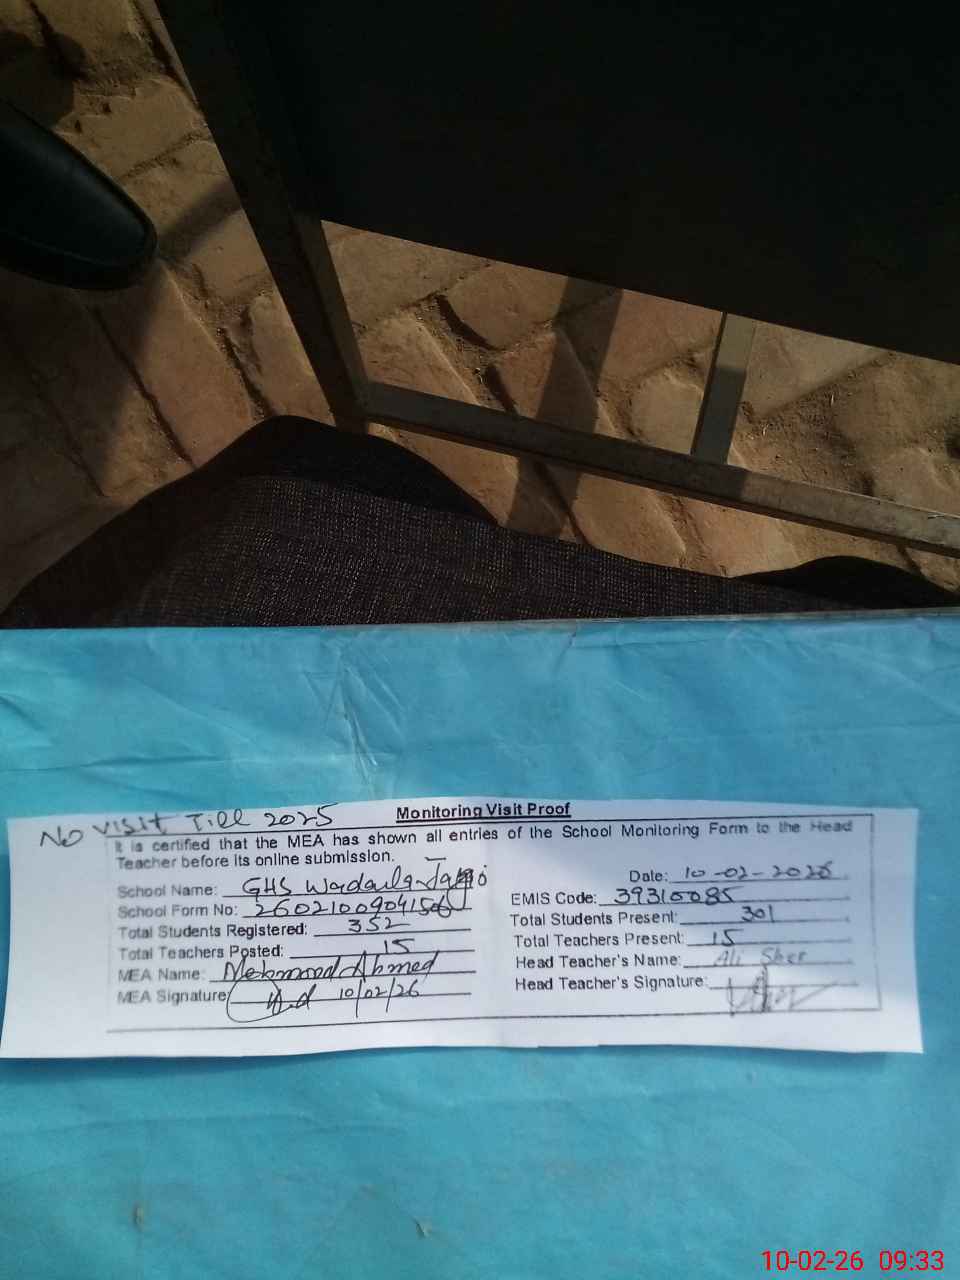 No visit Till 2025
Monitoring Visit Proof
It is certified that the MEA has shown all entries of the School Monitoring Form to the Head
Teacher before its online submission.
School Name: GHS
School Form No:
Total Students Registered: 352
Total Teachers Posted: 15
MEA Name: Mehmood Ahmed
MEA Signature 10/02/26
Date: 10-02-2026
EMIS Code: 39310085
Total Students Present: 301
Total Teachers Present: 15
Head Teacher's Name: Ali Sher
Head Teacher's Signature:
10-02-26 09:33